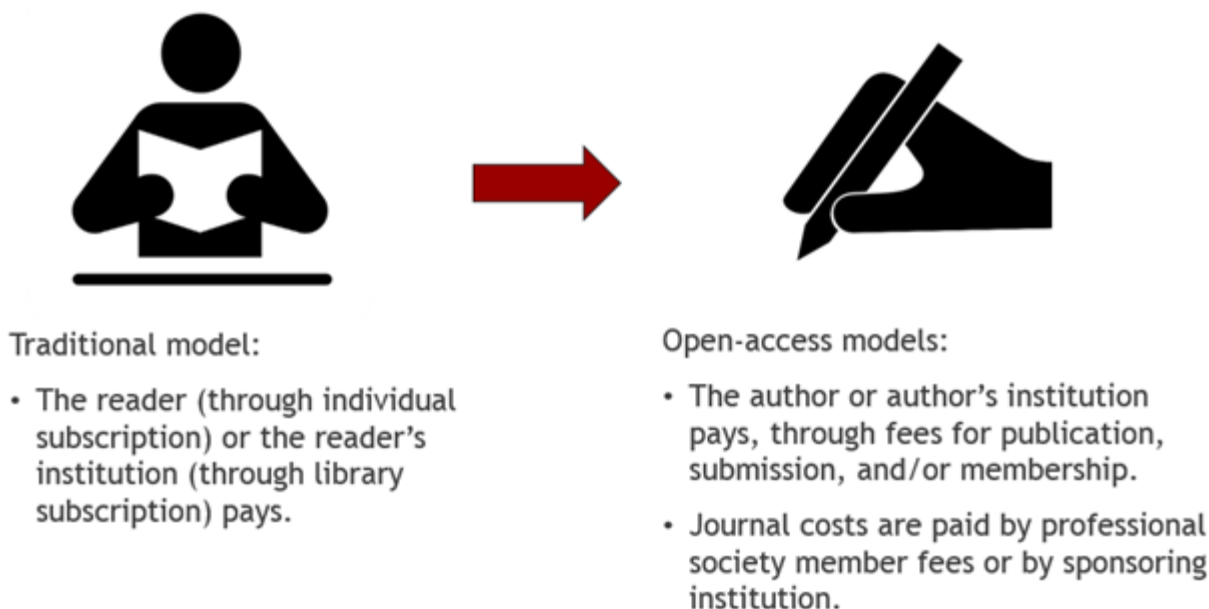 Traditional model:
• The reader (through individual
subscription) or the reader's
institution (through library
subscription) pays.
Open-access models:
• The author or author's institution
pays, through fees for publication,
submission, and/or membership.
• Journal costs are paid by professional
society member fees or by sponsoring
institution.